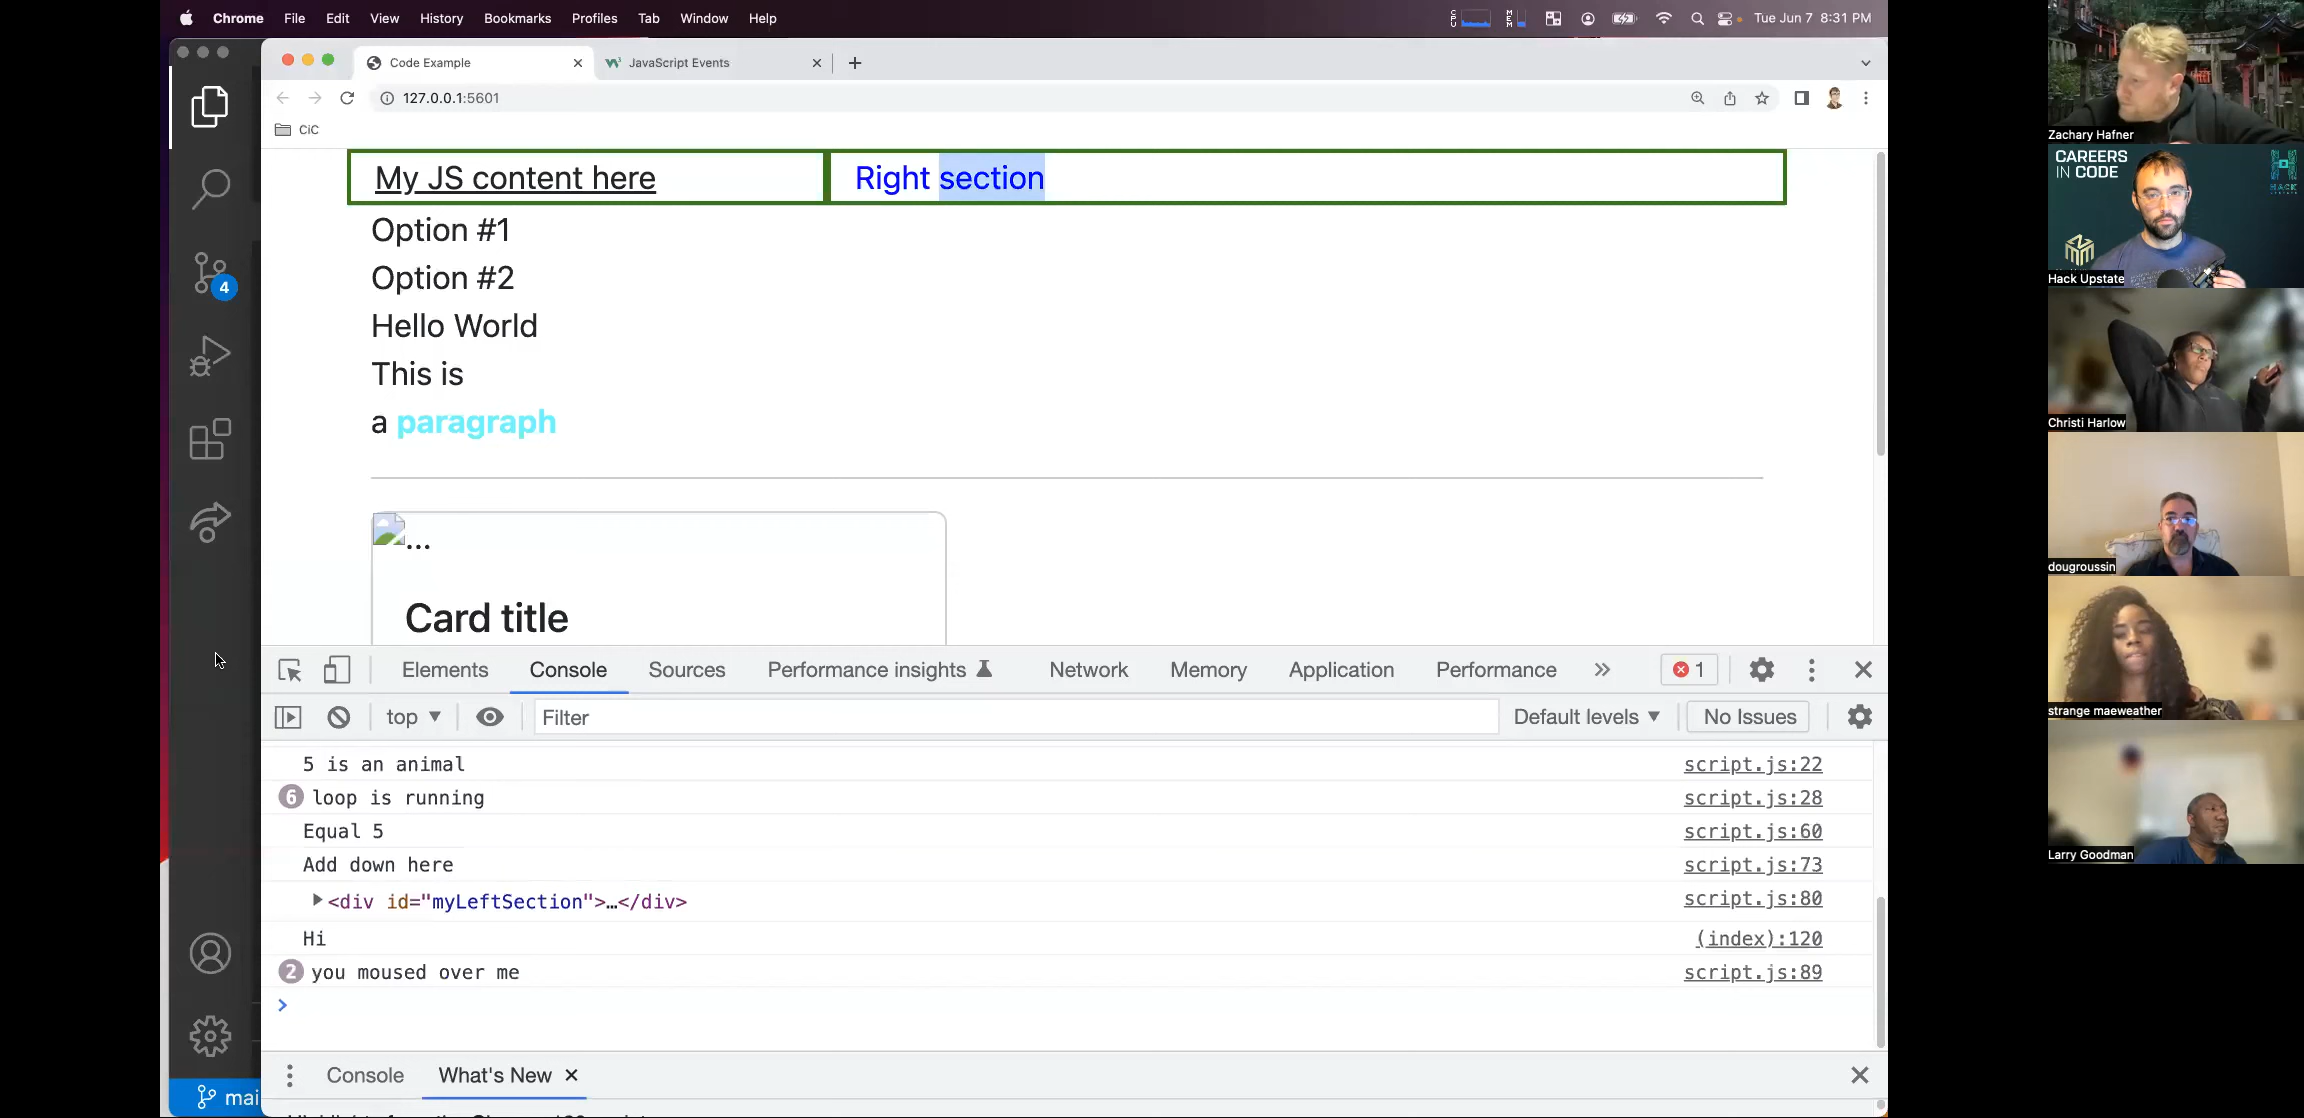 Chrome File Edit View History Bookmarks Profiles Tab Window Help
CPU MEM Tue Jun 7 8:31 PM
Code Example JavaScript Events
127.0.0.1:5601
CiC
4
My JS content here Right section
Option #1
Option #2
Hello World
This is
a paragraph
...
Card title
Elements Console Sources Performance insights Network Memory Application Performance 1
top Filter Default levels No Issues
5 is an animal script.js:22
6 loop is running script.js:28
Equal 5 script.js:60
Add down here script.js:73
<div id="myLeftSection">…</div> script.js:80
Hi (index):120
2 you moused over me script.js:89
Console What's New
mai
Zachary Hafner
CAREERS
IN CODE
HACK
UPSTATE
Hack Upstate
Christi Harlow
dougroussin
strange maeweather
Larry Goodman